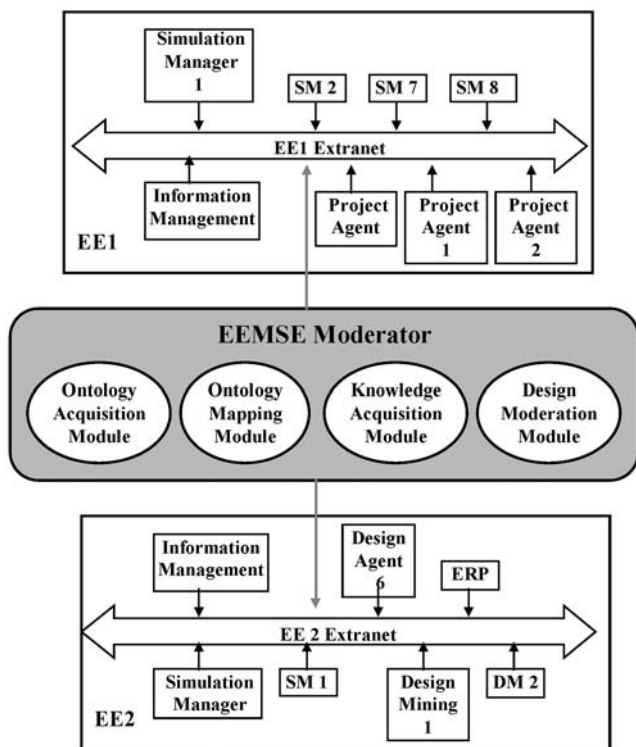 Simulation
Manager
1
SM 2
SM 7
SM 8
EE1 Extranet
Information
Management
Project
Agent
Project
Agent
1
Project
Agent
2
EE1
EEMSE Moderator
Ontology
Acquisition
Module
Ontology
Mapping
Module
Knowledge
Acquisition
Module
Design
Moderation
Module
Information
Management
Design
Agent
6
ERP
EE 2 Extranet
Simulation
Manager
SM 1
Design
Mining
1
DM 2
EE2